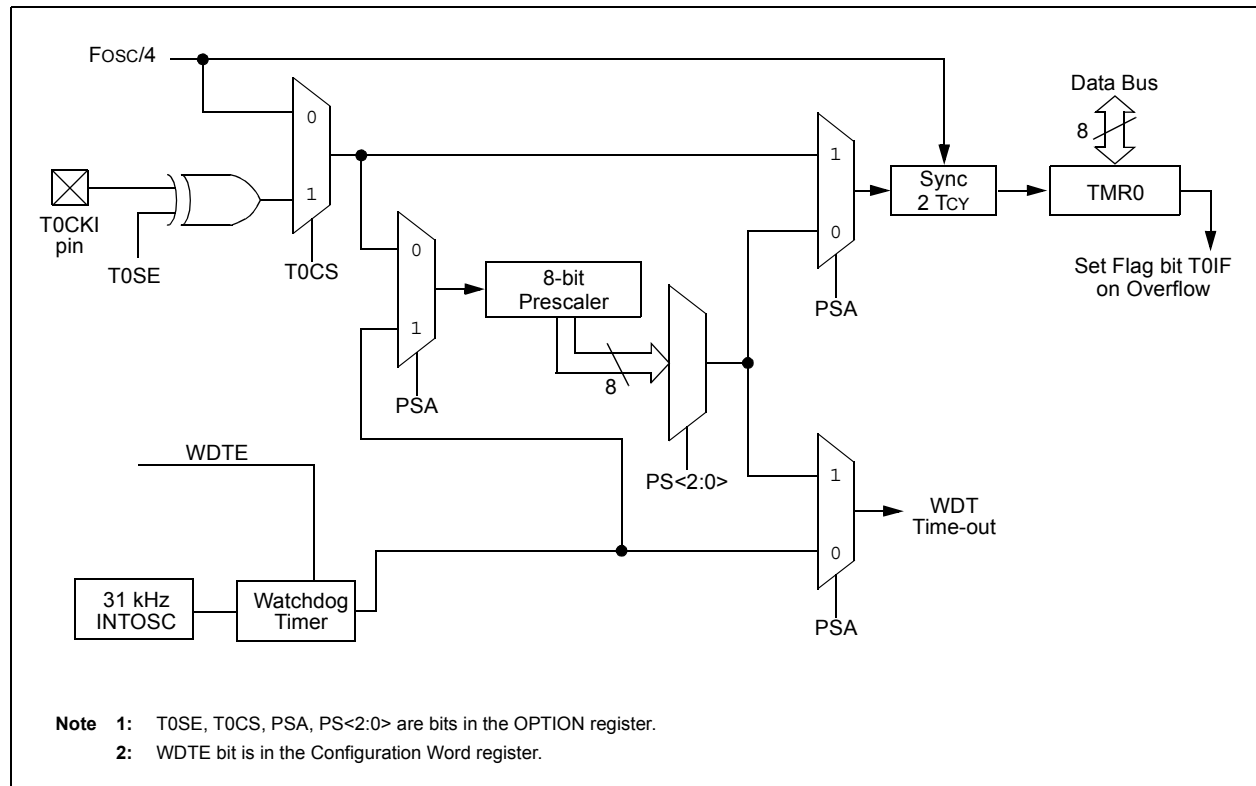 FOSC/4
Data Bus
8
0
1
T0CKI
pin
T0SE
T0CS
1
0
PSA
Sync
2 TCY
TMR0
Set Flag bit T0IF
on Overflow
0
1
PSA
8-bit
Prescaler
8
PS<2:0>
WDTE
1
0
PSA
WDT
Time-out
31 kHz
INTOSC
Watchdog
Timer
Note 1: T0SE, T0CS, PSA, PS<2:0> are bits in the OPTION register.
2: WDTE bit is in the Configuration Word register.